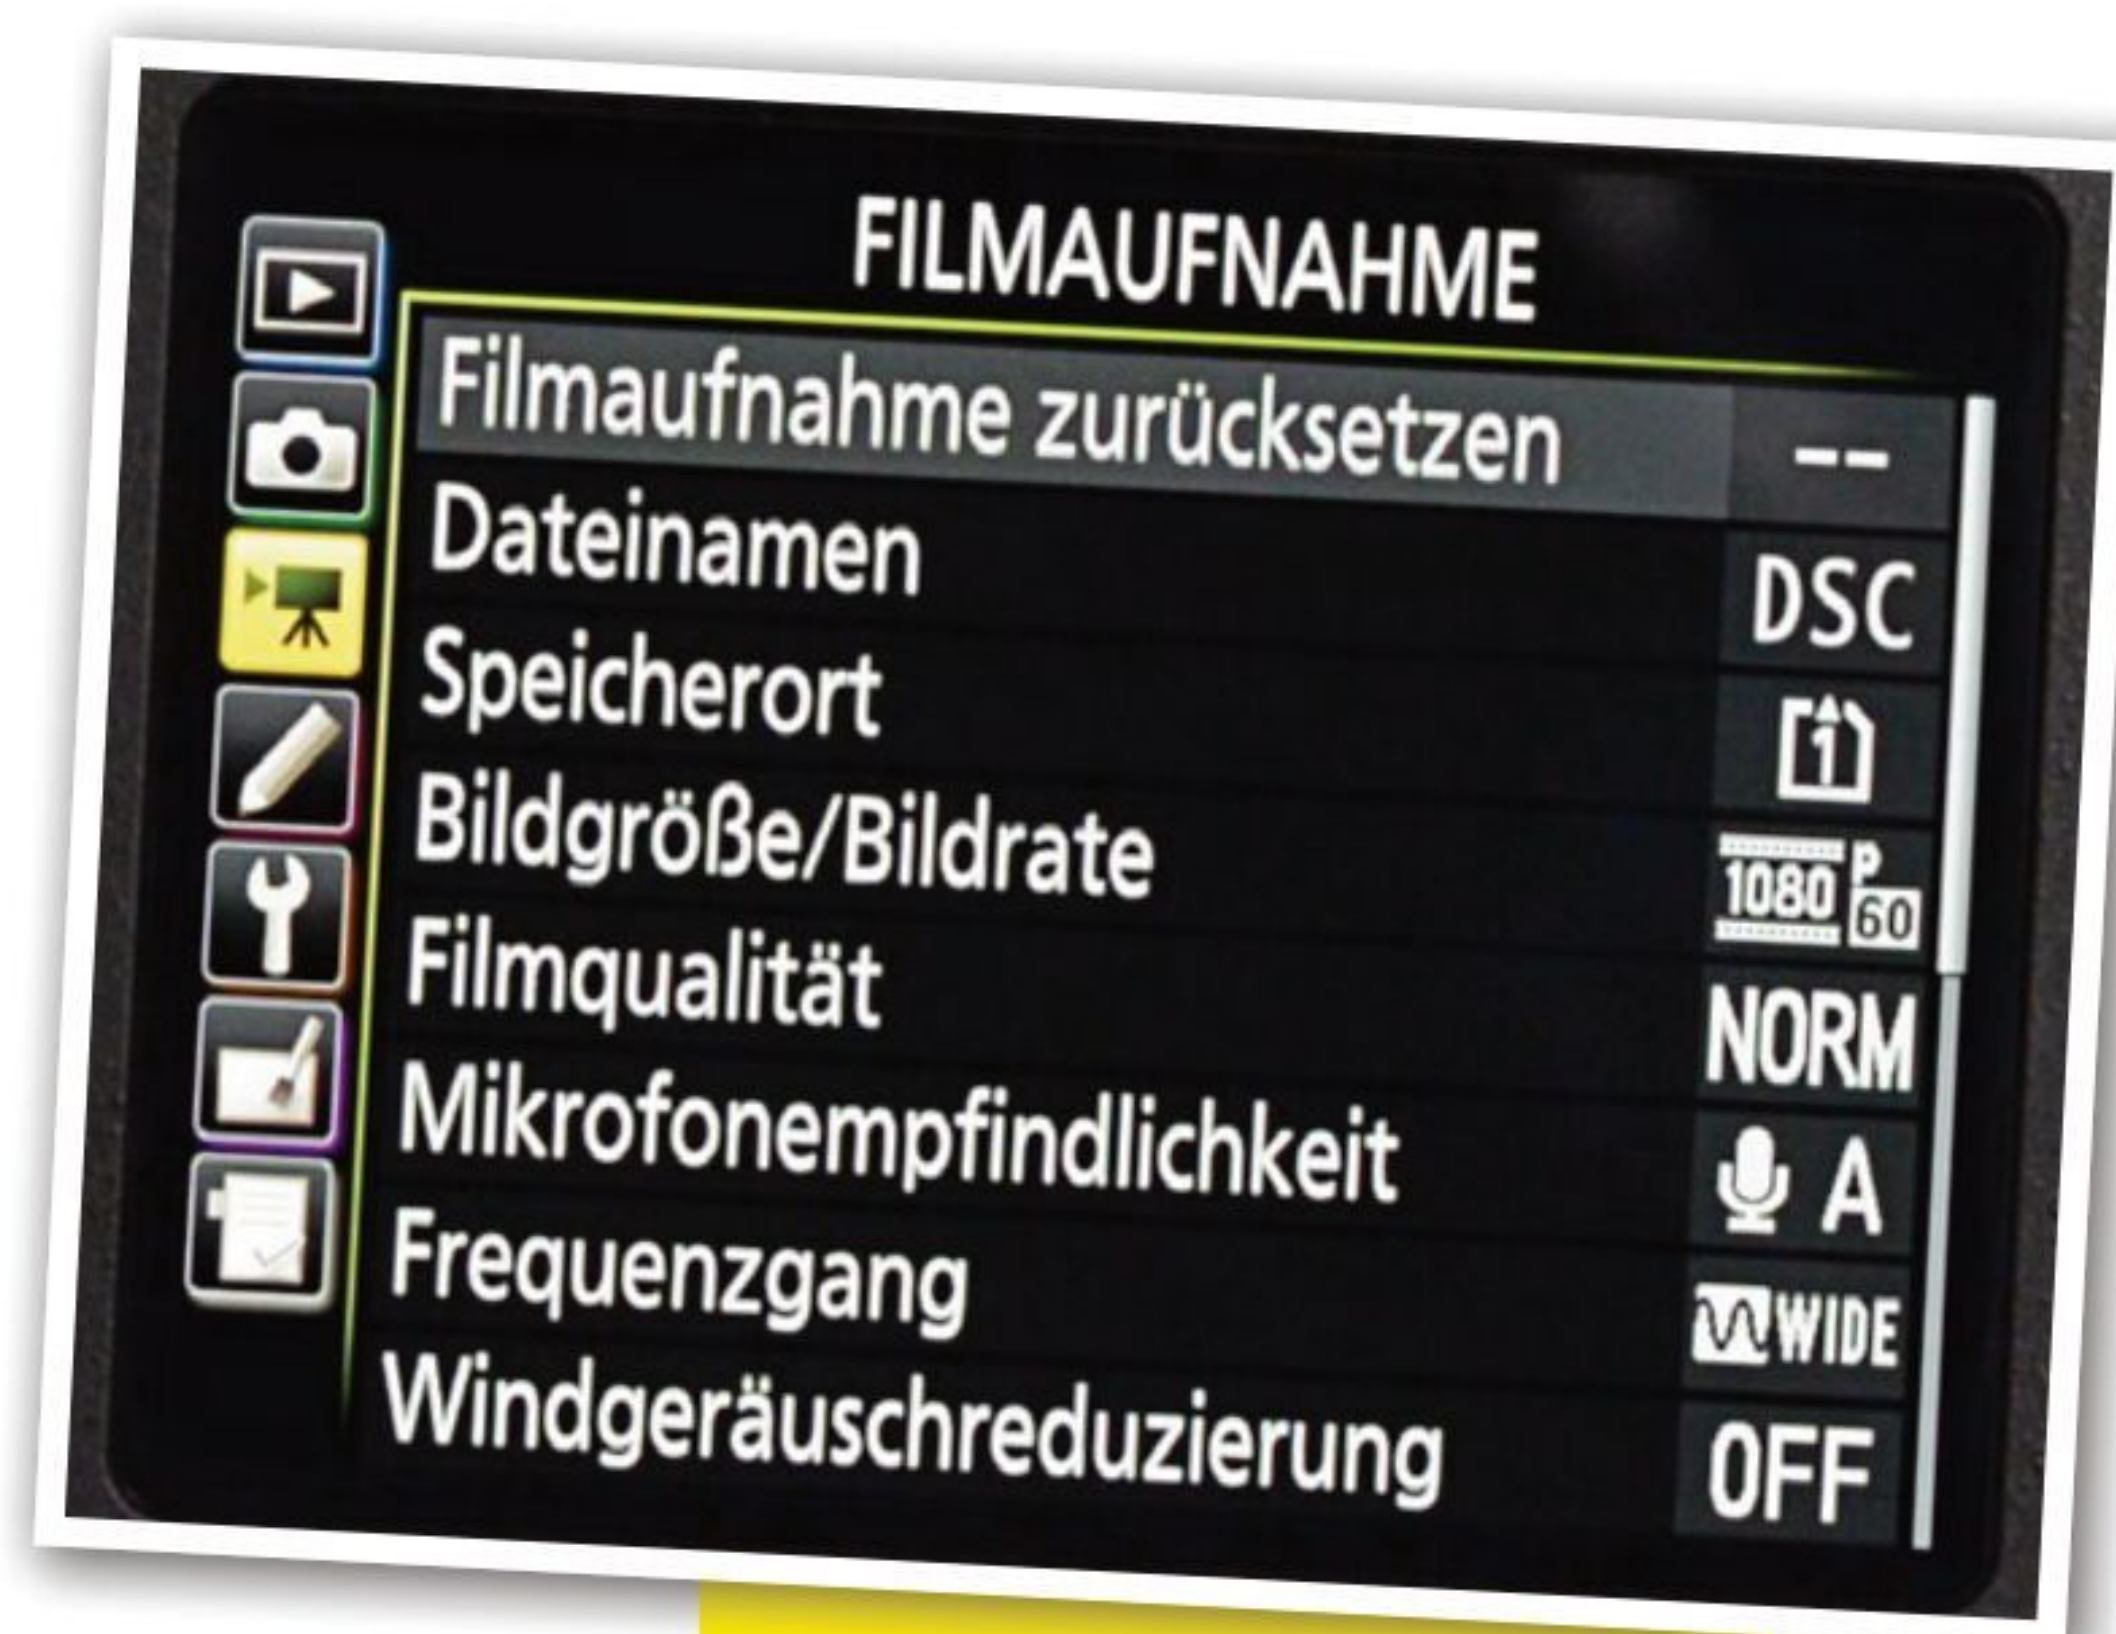 FILMAUFNAHME
Filmaufnahme zurücksetzen --
Dateinamen DSC
Speicherort 1
Bildgröße/Bildrate 1080 P 60
Filmqualität NORM
Mikrofonempfindlichkeit A
Frequenzgang WIDE
Windgeräuschreduzierung OFF